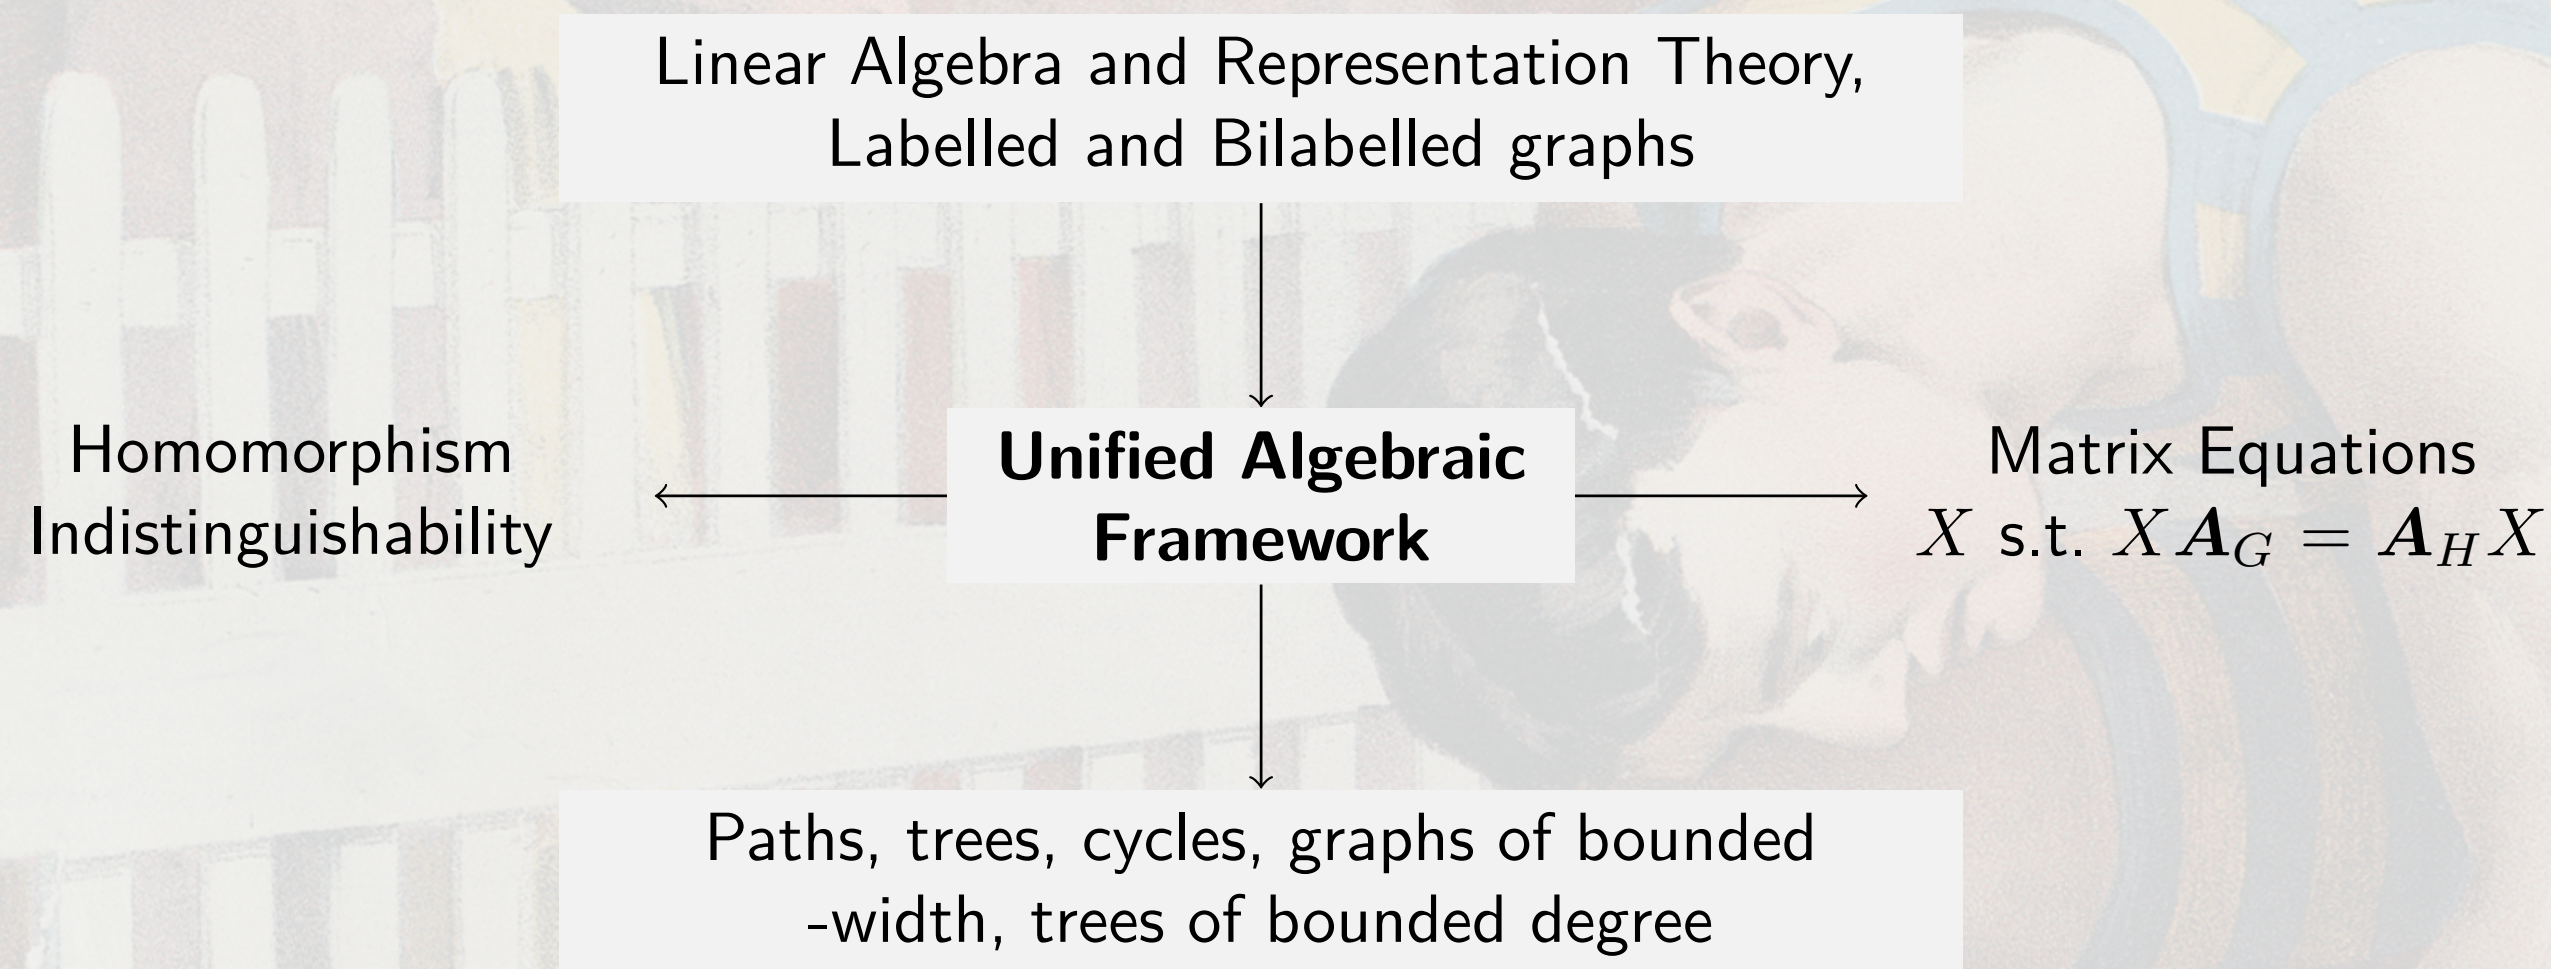 Linear Algebra and Representation Theory,
Labelled and Bilabelled graphs
Homomorphism
Indistinguishability
Unified Algebraic
Framework
Matrix Equations
X s.t. XA_G = A_H X
Paths, trees, cycles, graphs of bounded
-width, trees of bounded degree